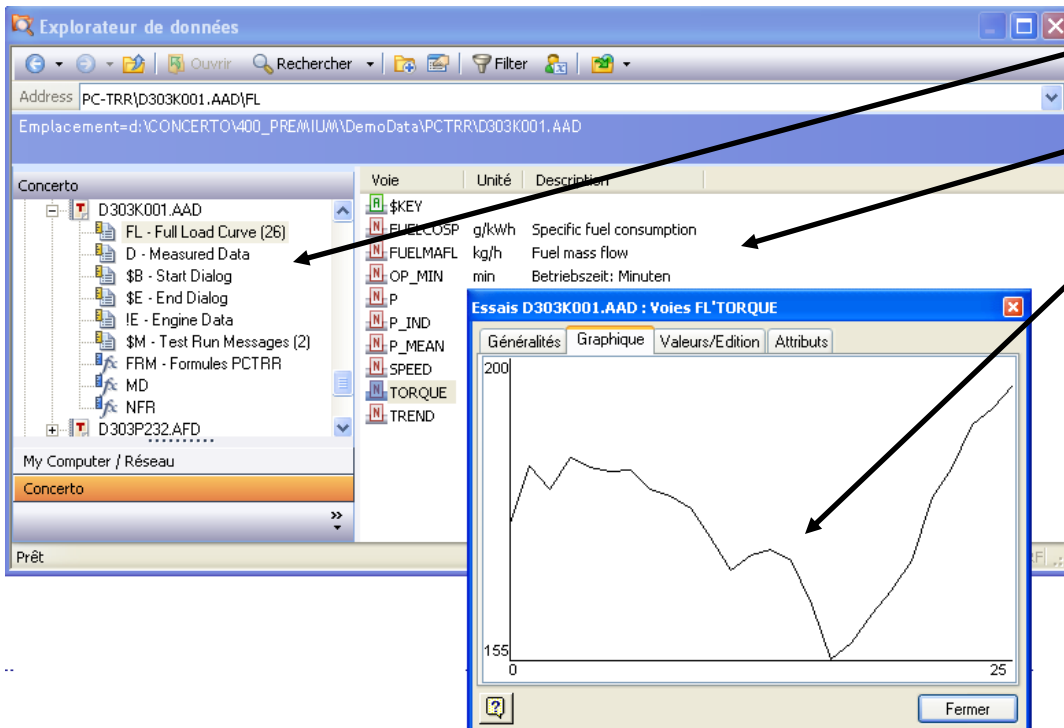 Explorateur de données
Ouvrir Rechercher Filter
Address PC-TRR\D303K001.AAD\FL
Emplacement=d:\CONCERTO\400_PREMIUM\DemoData\PCTRR\D303K001.AAD
Concerto
D303K001.AAD
FL - Full Load Curve (26)
D - Measured Data
$B - Start Dialog
$E - End Dialog
!E - Engine Data
$M - Test Run Messages (2)
FRM - Formules PCTRR
MD
NFR
D303P232.AFD
My Computer / Réseau
Concerto
Prêt
Voie Unité Description
$KEY
FUELCOSP g/kWh Specific fuel consumption
FUELMAFL kg/h Fuel mass flow
OP_MIN min Betriebszeit: Minuten
P
P_IND
P_MEAN
SPEED
TORQUE
TREND
Essais D303K001.AAD : Voies FL'TORQUE
Généralités Graphique Valeurs/Edition Attributs
200
155
0 25
Fermer